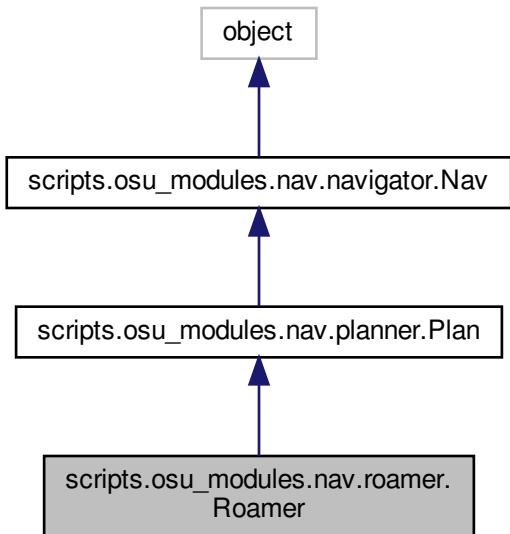 object
scripts.osu_modules.nav.navigator.Nav
scripts.osu_modules.nav.planner.Plan
scripts.osu_modules.nav.roamer.
Roamer